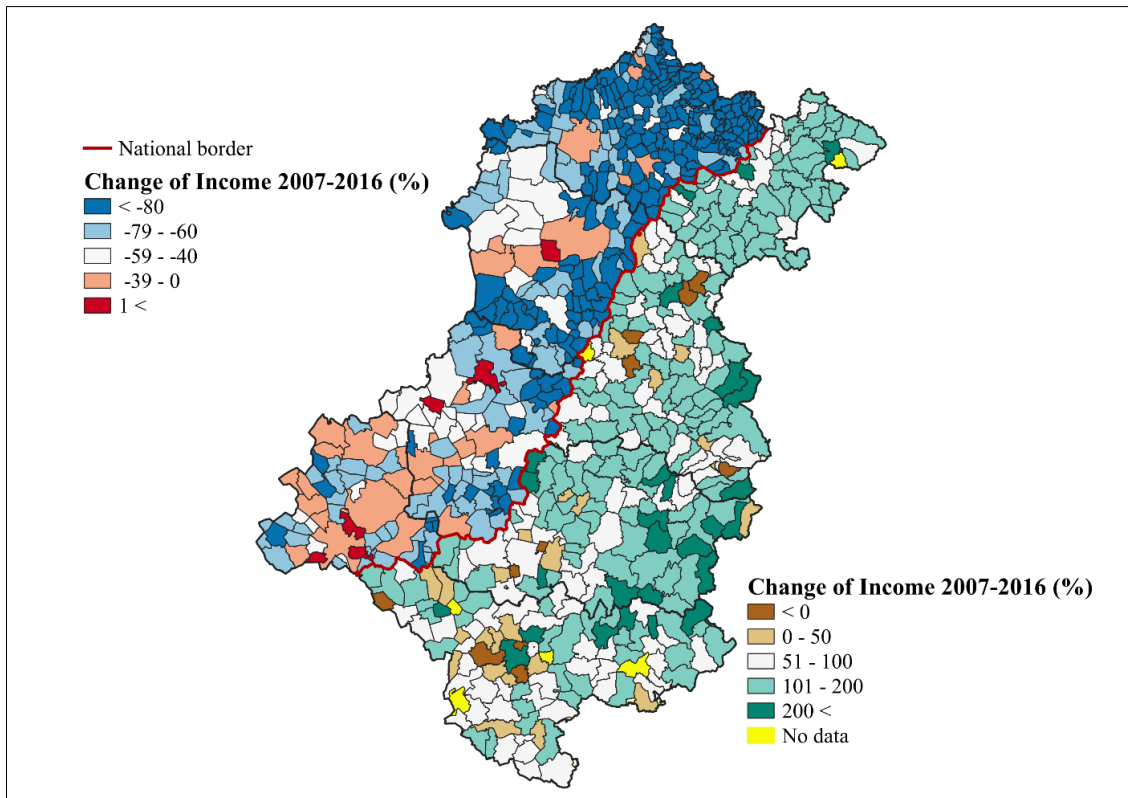 National border
Change of Income 2007-2016 (%)
< -80
-79 - -60
-59 - -40
-39 - 0
1 <
Change of Income 2007-2016 (%)
< 0
0 - 50
51 - 100
101 - 200
200 <
No data